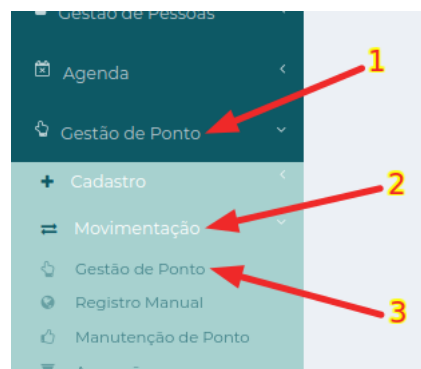 Gestão de Pessoas
Agenda
1
Gestão de Ponto
Cadastro
2
Movimentação
Gestão de Ponto
Registro Manual
3
Manutenção de Ponto